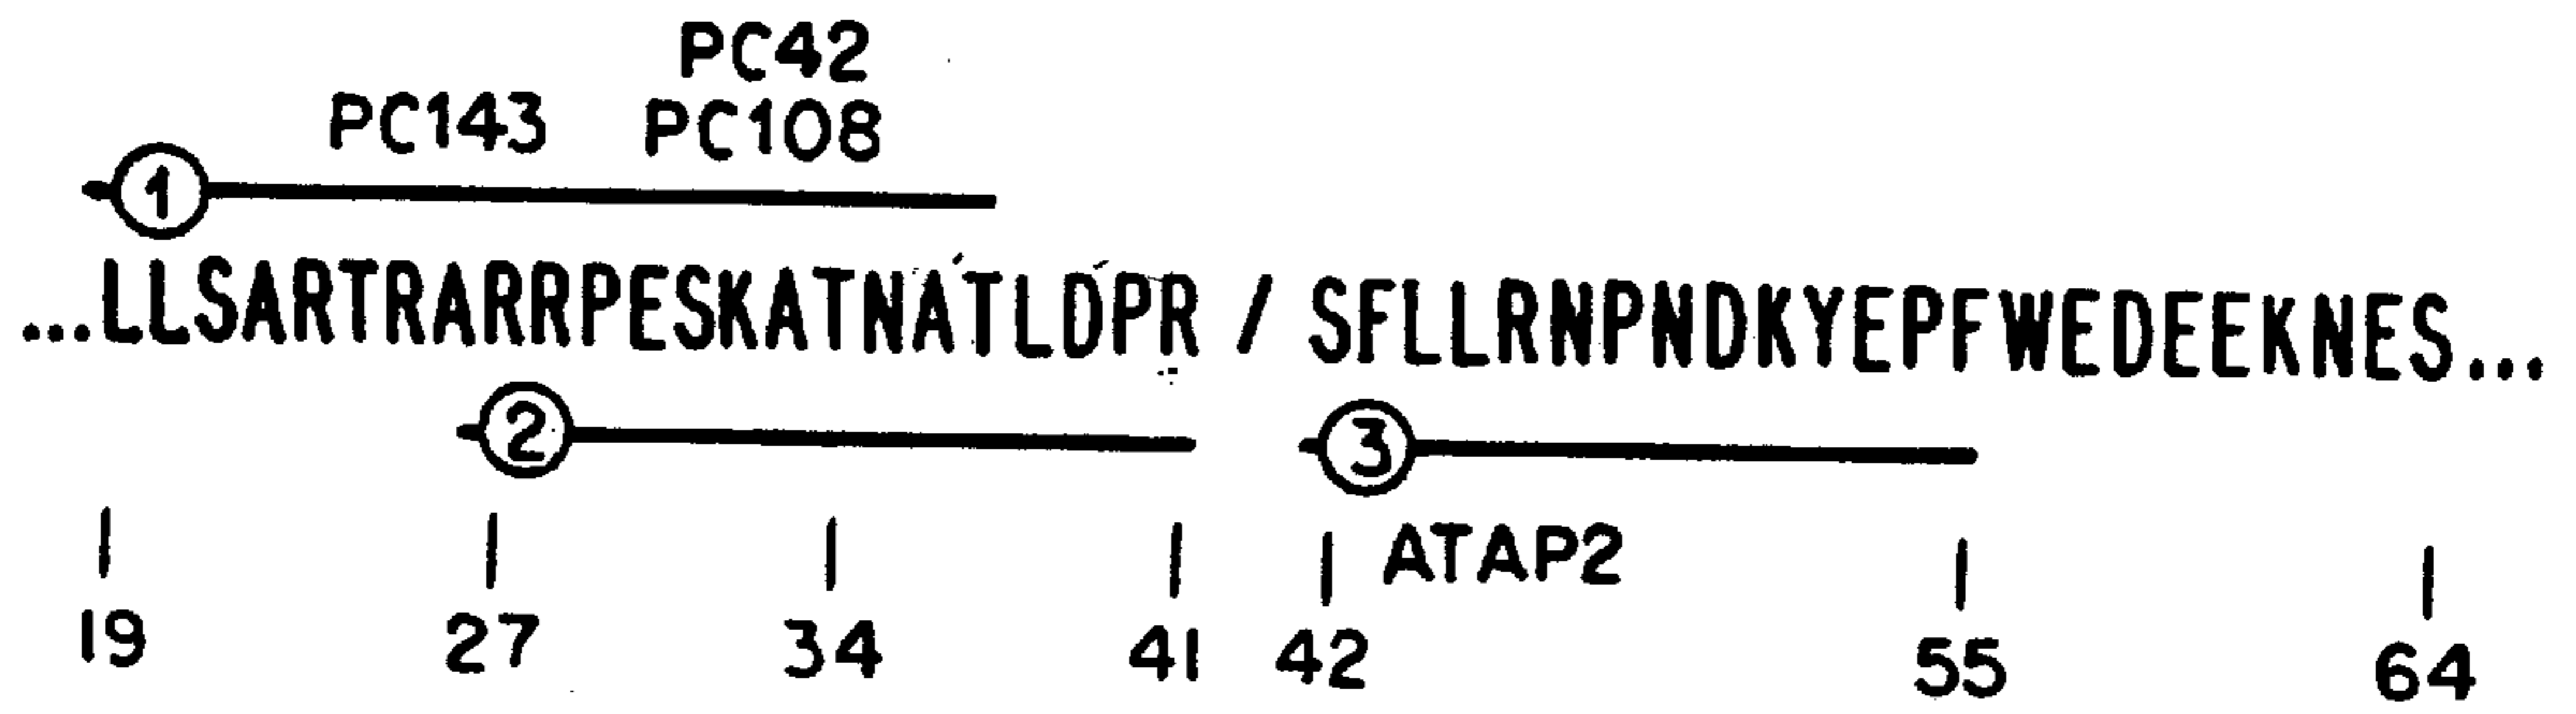 PC42
PC143 PC108
1
...LLSARTRARRPESKATNATLDPR / SFLLRNPNDKYEPFWEDEEKNES...
2 3
ATAP2
19 27 34 41 42 55 64